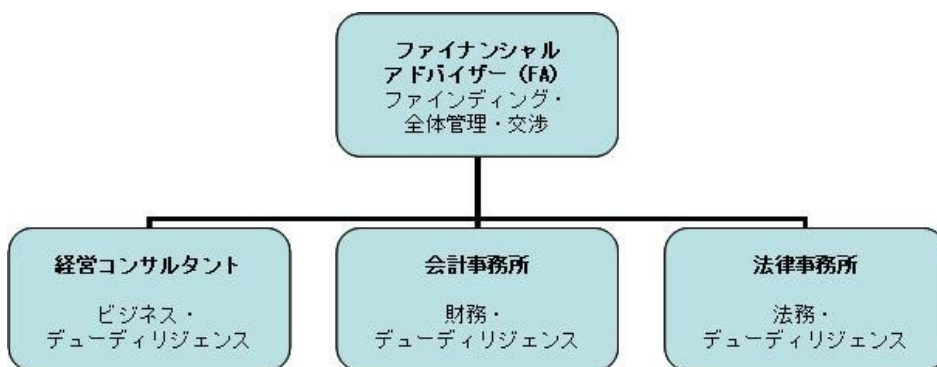 ファイナンシャル
アドバイザー（FA）
ファインディング・
全体管理・交渉
経営コンサルタント
ビジネス・
デューディリジェンス
会計事務所
財務・
デューディリジェンス
法律事務所
法務・
デューディリジェンス